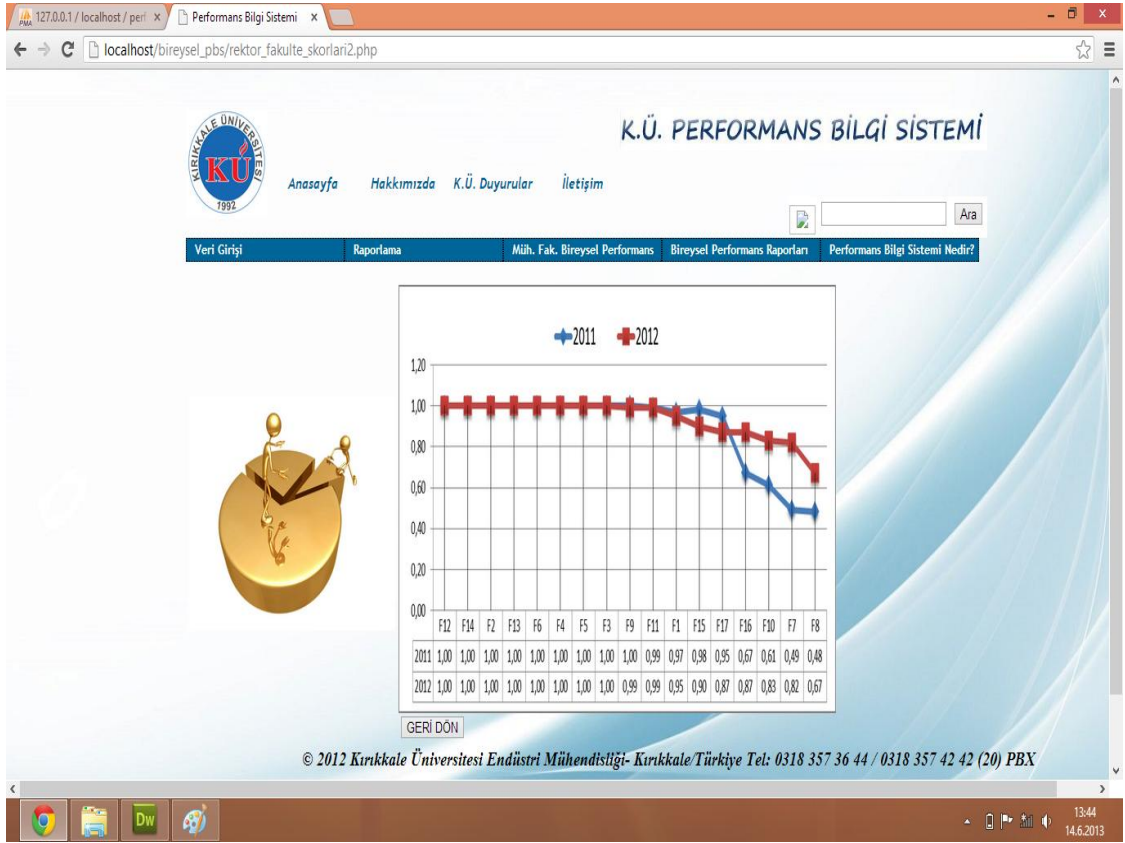 127.0.0.1 / localhost / perf
Performans Bilgi Sistemi
localhost/bireysel_pbs/rektor_fakulte_skorlari2.php
KIRIKKALE ÜNİVERSİTESİ
KÜ
1992
K.Ü. PERFORMANS BİLGİ SİSTEMİ
Anasayfa Hakkımızda K.Ü. Duyurular İletişim
Ara
Veri Girişi Raporlama Müh. Fak. Bireysel Performans Bireysel Performans Raporları Performans Bilgi Sistemi Nedir?
2011 2012
1,20
1,00
0,80
0,60
0,40
0,20
0,00
F12 F14 F2 F13 F6 F4 F5 F3 F9 F11 F1 F15 F17 F16 F10 F7 F8
2011 1,00 1,00 1,00 1,00 1,00 1,00 1,00 1,00 1,00 0,99 0,97 0,98 0,95 0,67 0,61 0,49 0,48
2012 1,00 1,00 1,00 1,00 1,00 1,00 1,00 1,00 0,99 0,99 0,95 0,90 0,87 0,87 0,83 0,82 0,67
GERİ DÖN
© 2012 Kırıkkale Üniversitesi Endüstri Mühendisliği- Kırıkkale/Türkiye Tel: 0318 357 36 44 / 0318 357 42 42 (20) PBX
Dw
13:44
14.6.2013